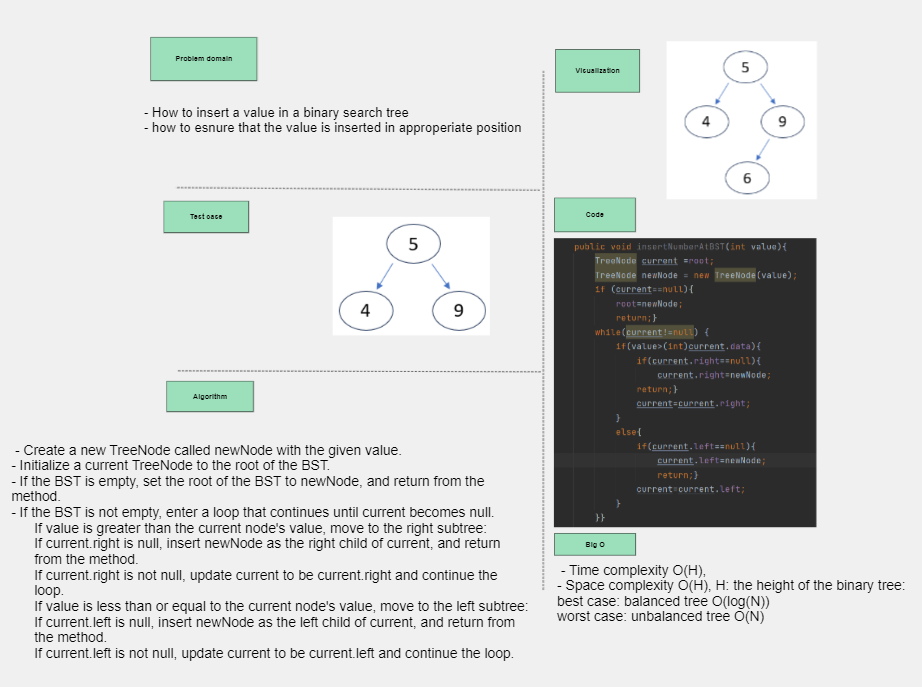 Problem domain
- How to insert a value in a binary search tree
- how to esnure that the value is inserted in approperiate position
Test case
5
4
9
Algorithm
- Create a new TreeNode called newNode with the given value.
- Initialize a current TreeNode to the root of the BST.
- If the BST is empty, set the root of the BST to newNode, and return from the
method.
- If the BST is not empty, enter a loop that continues until current becomes null.
If value is greater than the current node's value, move to the right subtree:
If current.right is null, insert newNode as the right child of current, and return
from the method.
If current.right is not null, update current to be current.right and continue the
loop.
If value is less than or equal to the current node's value, move to the left subtree:
If current.left is null, insert newNode as the left child of current, and return from
the method.
If current.left is not null, update current to be current.left and continue the loop.
Visualization
5
4
9
6
Code
public void insertNumberAtBST(int value){
TreeNode current =root;
TreeNode newNode = new TreeNode(value);
if (current==null){
root=newNode;
return;}
while(current!=null) {
if(value>(int)current.data){
if(current.right==null){
current.right=newNode;
return;}
current=current.right;
}
else{
if(current.left==null){
current.left=newNode;
return;}
current=current.left;
}
}}
Big O
- Time complexity O(H),
- Space complexity O(H), H: the height of the binary tree:
best case: balanced tree O(log(N))
worst case: unbalanced tree O(N)